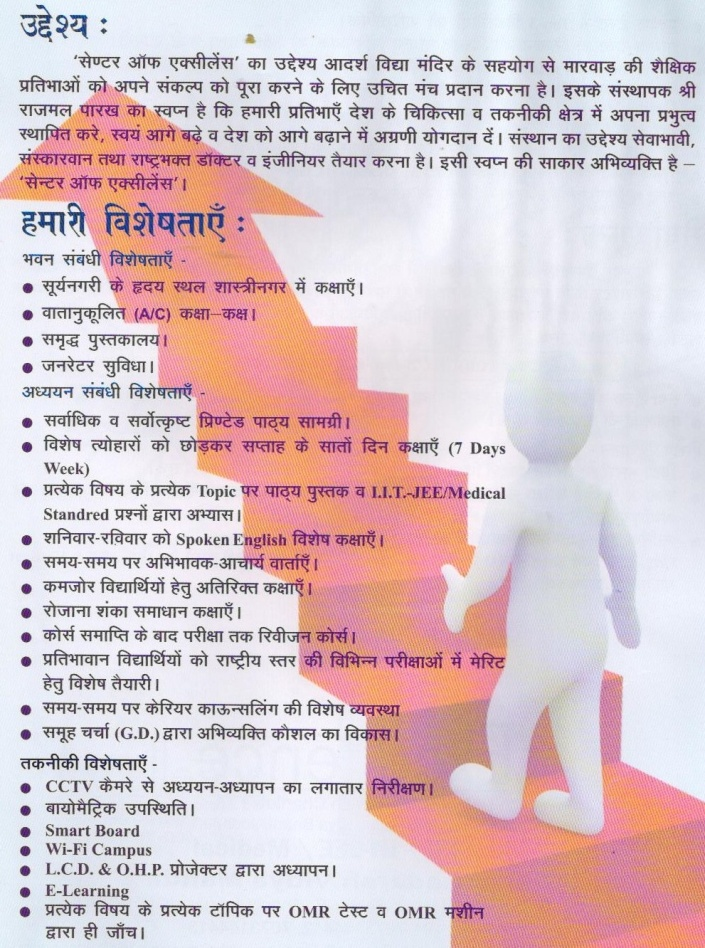 उद्देश्य :
'सेण्टर ऑफ एक्सीलेंस' का उद्देश्य आदर्श विद्या मंदिर के सहयोग से मारवाड़ की शैक्षिक
प्रतिभाओं को अपने संकल्प को पूरा करने के लिए उचित मंच प्रदान करना है। इसके संस्थापक श्री
राजमल पारख का स्वप्न है कि हमारी प्रतिभाएँ देश के चिकित्सा व तकनीकी क्षेत्र में अपना प्रभुत्व
स्थापित करे, स्वयं आगे बढ़े व देश को आगे बढ़ाने में अग्रणी योगदान दें। संस्थान का उद्देश्य सेवाभावी,
संस्कारवान तथा राष्ट्रभक्त डॉक्टर व इंजीनियर तैयार करना है। इसी स्वप्न की साकार अभिव्यक्ति है –
'सेन्टर ऑफ एक्सीलेंस'।
हमारी विशेषताएँ :
भवन संबंधी विशेषताएँ -
● सूर्यनगरी के हृदय स्थल शास्त्रीनगर में कक्षाएँ।
● वातानुकूलित (A/C) कक्षा–कक्ष।
● समृद्ध पुस्तकालय।
● जनरेटर सुविधा।
अध्ययन संबंधी विशेषताएँ -
● सर्वाधिक व सर्वोत्कृष्ट प्रिण्टेड पाठ्य सामग्री।
● विशेष त्योहारों को छोड़कर सप्ताह के सातों दिन कक्षाएँ (7 Days
Week)
● प्रत्येक विषय के प्रत्येक Topic पर पाठ्य पुस्तक व I.I.T.-JEE/Medical
Standred प्रश्नों द्वारा अभ्यास।
● शनिवार-रविवार को Spoken English विशेष कक्षाएँ।
● समय-समय पर अभिभावक-आचार्य वार्ताएँ।
● कमजोर विद्यार्थियों हेतु अतिरिक्त कक्षाएँ।
● रोजाना शंका समाधान कक्षाएँ।
● कोर्स समाप्ति के बाद परीक्षा तक रिवीजन कोर्स।
● प्रतिभावान विद्यार्थियों को राष्ट्रीय स्तर की विभिन्न परीक्षाओं में मेरिट
हेतु विशेष तैयारी।
● समय-समय पर केरियर काऊन्सलिंग की विशेष व्यवस्था
● समूह चर्चा (G.D.) द्वारा अभिव्यक्ति कौशल का विकास।
तकनीकी विशेषताएँ -
● CCTV कैमरे से अध्ययन-अध्यापन का लगातार निरीक्षण।
● बायोमैट्रिक उपस्थिति।
● Smart Board
● Wi-Fi Campus
● L.C.D. & O.H.P. प्रोजेक्टर द्वारा अध्यापन।
● E-Learning
● प्रत्येक विषय के प्रत्येक टॉपिक पर OMR टेस्ट व OMR मशीन
द्वारा ही जाँच।